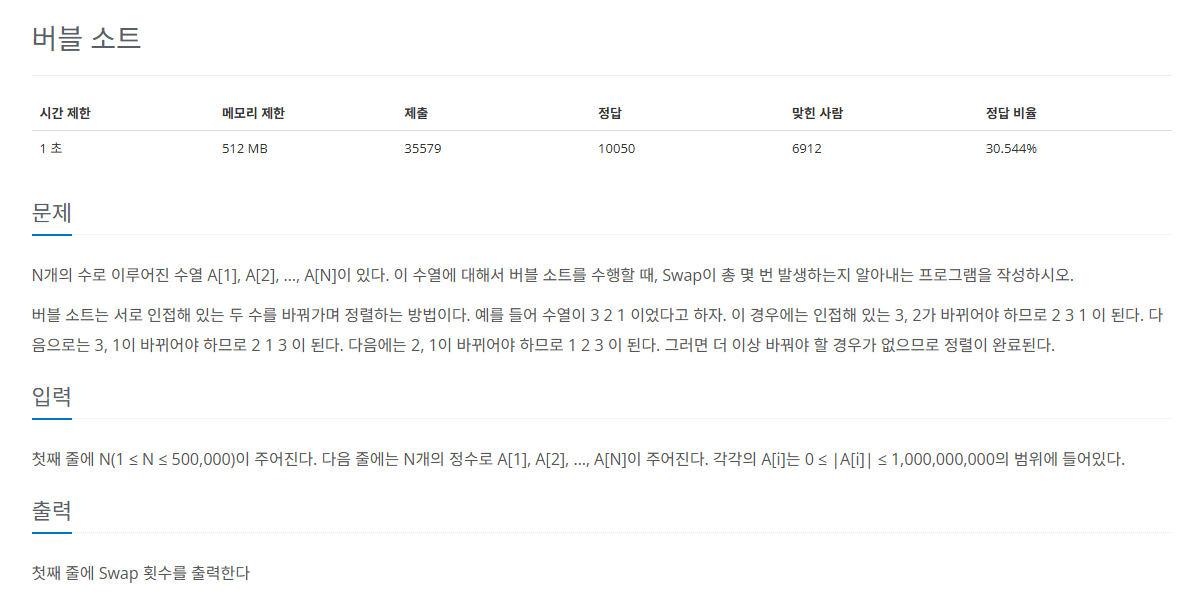 버블 소트
시간 제한 메모리 제한 제출 정답 맞힌 사람 정답 비율
1 초 512 MB 35579 10050 6912 30.544%
문제
N개의 수로 이루어진 수열 A[1], A[2], …, A[N]이 있다. 이 수열에 대해서 버블 소트를 수행할 때, Swap이 총 몇 번 발생하는지 알아내는 프로그램을 작성하시오.
버블 소트는 서로 인접해 있는 두 수를 바꿔가며 정렬하는 방법이다. 예를 들어 수열이 3 2 1 이었다고 하자. 이 경우에는 인접해 있는 3, 2가 바뀌어야 하므로 2 3 1 이 된다. 다
음으로는 3, 1이 바뀌어야 하므로 2 1 3 이 된다. 다음에는 2, 1이 바뀌어야 하므로 1 2 3 이 된다. 그러면 더 이상 바꿔야 할 경우가 없으므로 정렬이 완료된다.
입력
첫째 줄에 N(1 ≤ N ≤ 500,000)이 주어진다. 다음 줄에는 N개의 정수로 A[1], A[2], …, A[N]이 주어진다. 각각의 A[i]는 0 ≤ |A[i]| ≤ 1,000,000,000의 범위에 들어있다.
출력
첫째 줄에 Swap 횟수를 출력한다